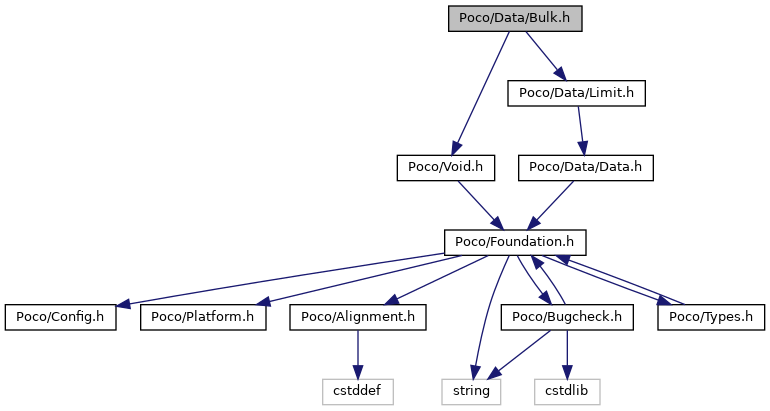 Poco/Data/Bulk.h
Poco/Data/Limit.h
Poco/Void.h
Poco/Data/Data.h
Poco/Foundation.h
Poco/Config.h
Poco/Platform.h
Poco/Alignment.h
Poco/Bugcheck.h
Poco/Types.h
cstddef
string
cstdlib